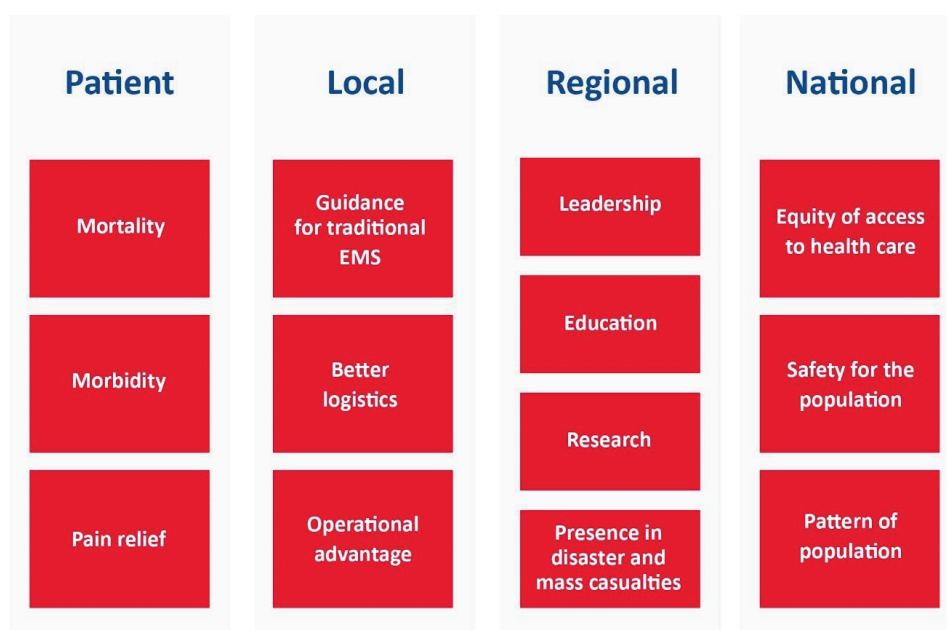 Patient
Mortality
Morbidity
Pain relief
Local
Guidance
for traditional
EMS
Better
logistics
Operational
advantage
Regional
Leadership
Education
Research
Presence in
disaster and
mass casualties
National
Equity of access
to health care
Safety for the
population
Pattern of
population